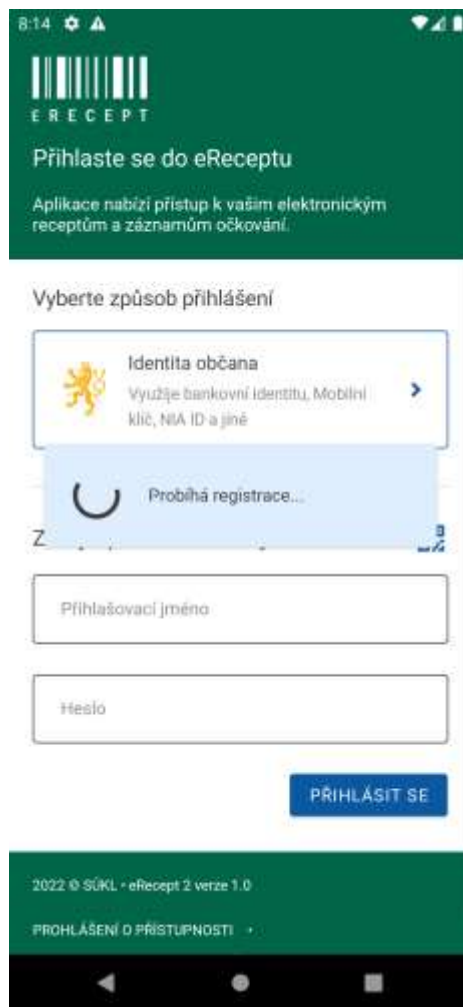 8:14
ERECEPT
Přihlaste se do eReceptu
Aplikace nabízí přístup k vašim elektronickým
receptům a záznamům očkování.
Vyberte způsob přihlášení
Identita občana
Využije bankovní identitu, Mobilní
klíč, NIA ID a jiné
Probíhá registrace...
Z
Přihlašovací jméno
Heslo
PŘIHLÁSIT SE
2022 © SÚKL • eRecept 2 verze 1.0
PROHLÁŠENÍ O PŘÍSTUPNOSTI